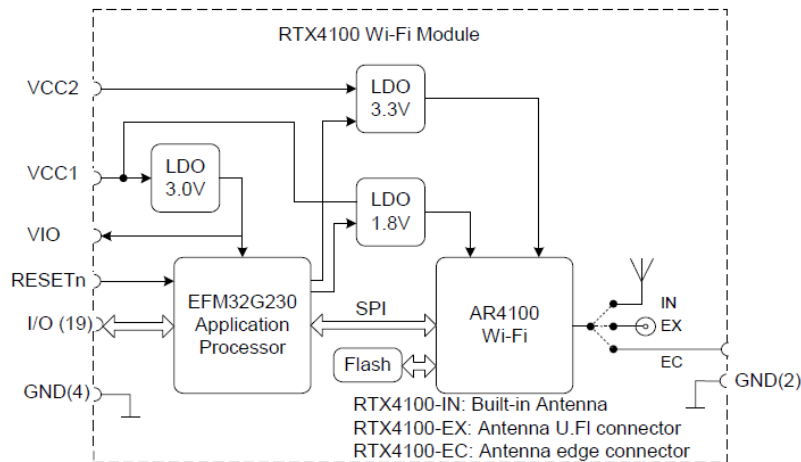 RTX4100 Wi-Fi Module
VCC2
LDO
3.3V
VCC1
LDO
3.0V
LDO
1.8V
VIO
RESETn
EFM32G230
Application
Processor
I/O (19)
SPI
AR4100
Wi-Fi
IN
EX
EC
Flash
GND(4)
GND(2)
RTX4100-IN: Built-in Antenna
RTX4100-EX: Antenna U.Fl connector
RTX4100-EC: Antenna edge connector